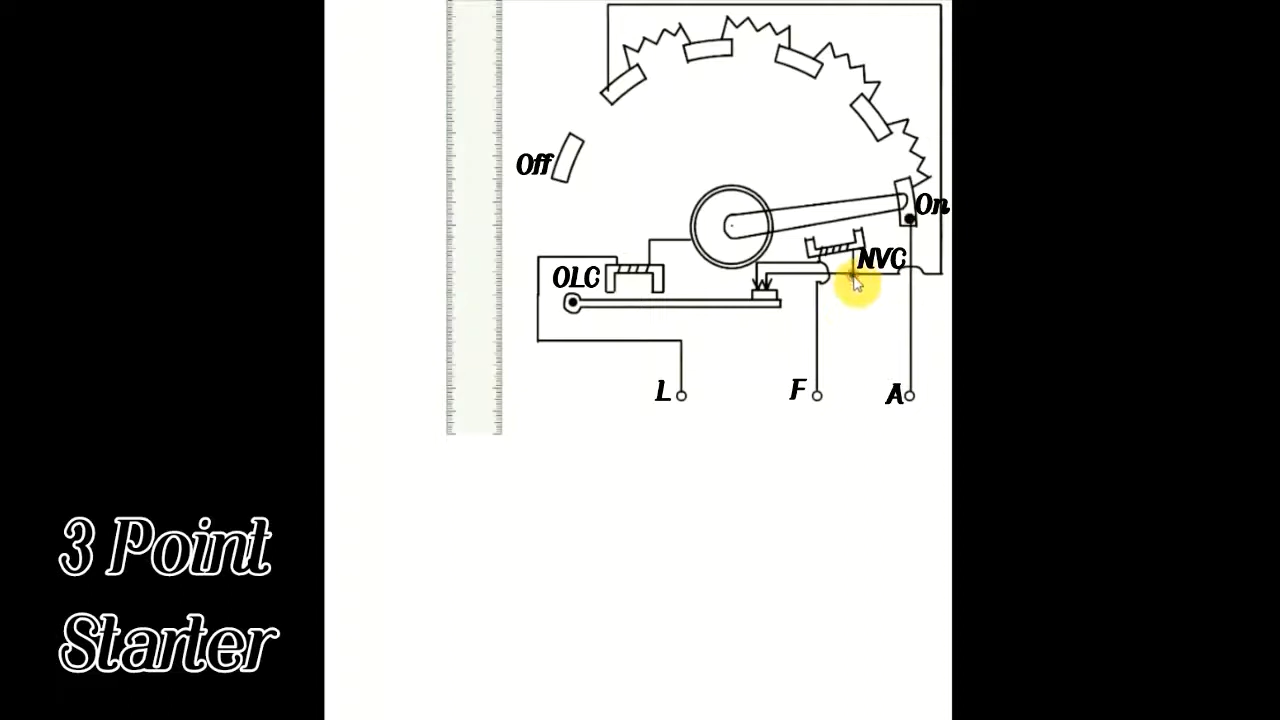 Off
On
NVC
OLC
L
F
A
3 Point
Starter